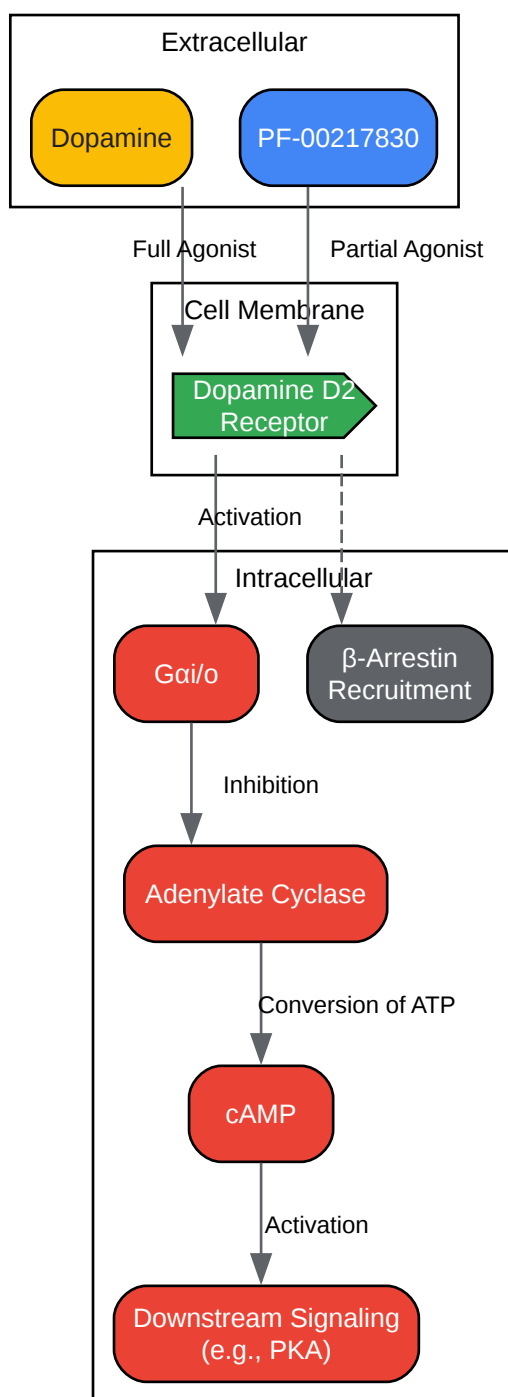 Extracellular
Dopamine
PF-00217830
Full Agonist
Partial Agonist
Cell Membrane
Dopamine D2
Receptor
Activation
Intracellular
Gαi/o
β-Arrestin
Recruitment
Inhibition
Adenylate Cyclase
Conversion of ATP
cAMP
Activation
Downstream Signaling
(e.g., PKA)